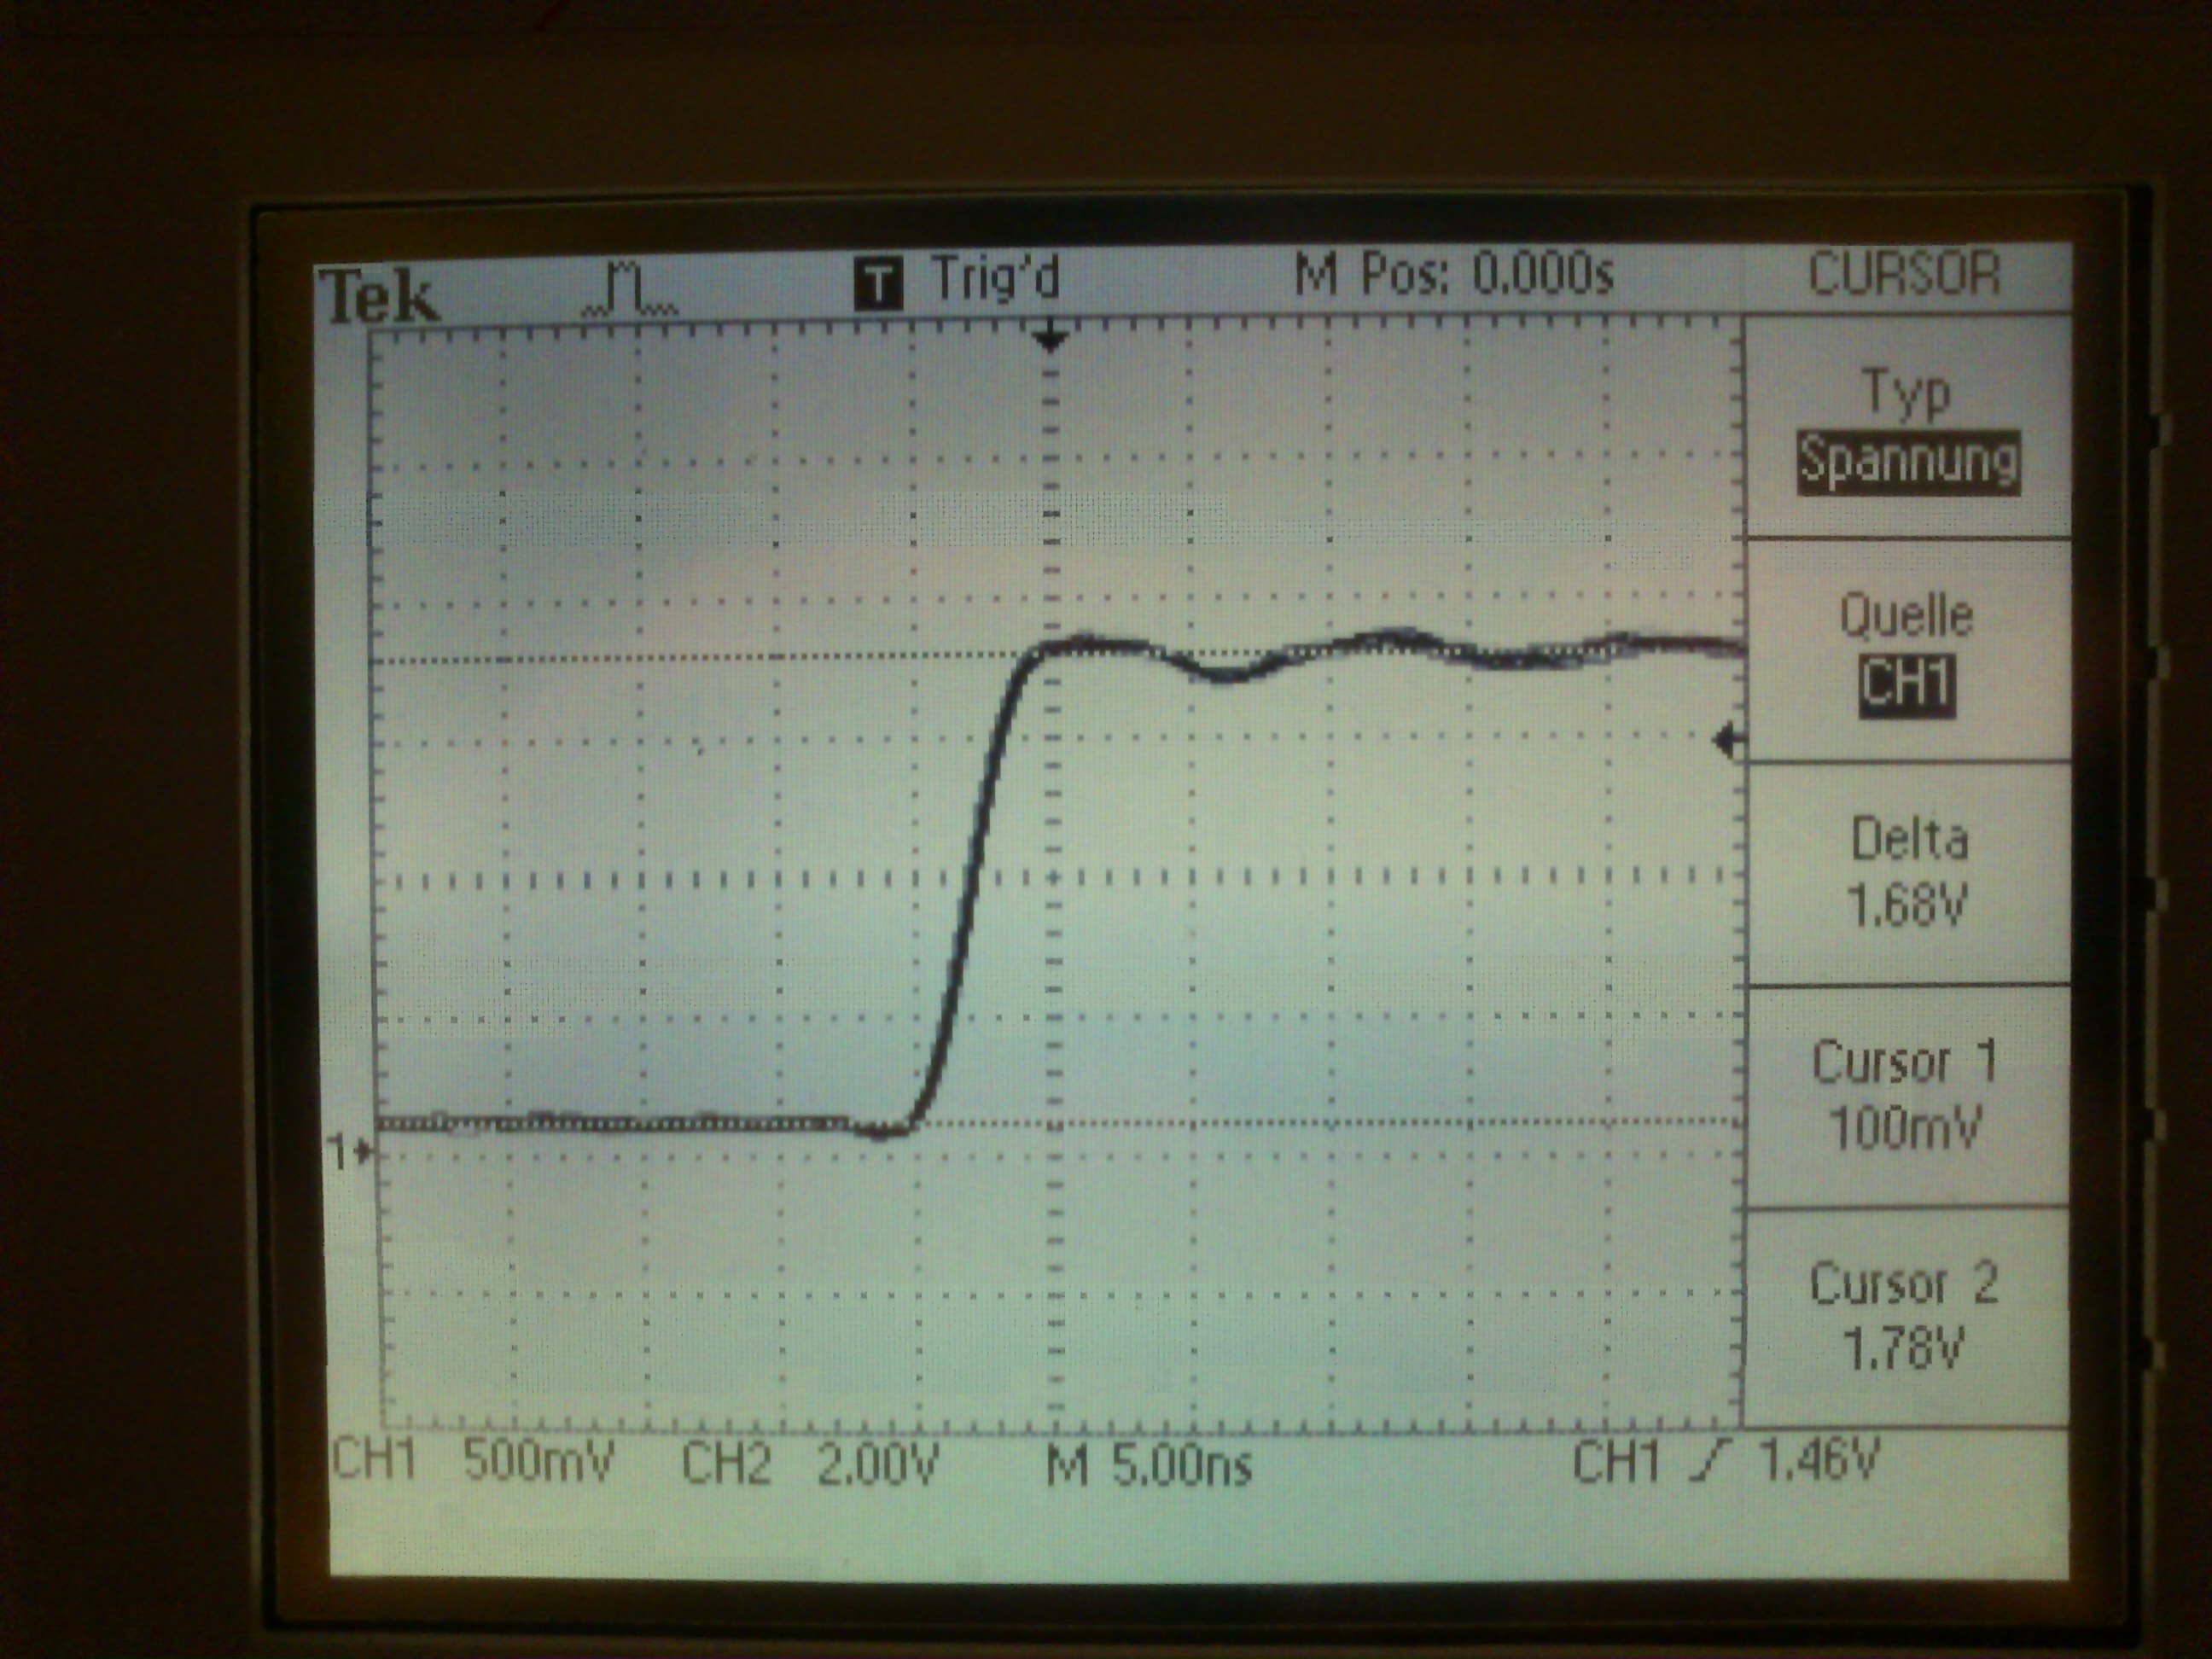 Tek T Trig'd M Pos: 0.000s CURSOR
Typ
Spannung
Quelle
CH1
Delta
1.68V
Cursor 1
100mV
Cursor 2
1.78V
1
CH1 500mV CH2 2.00V M 5.00ns CH1 1.46V